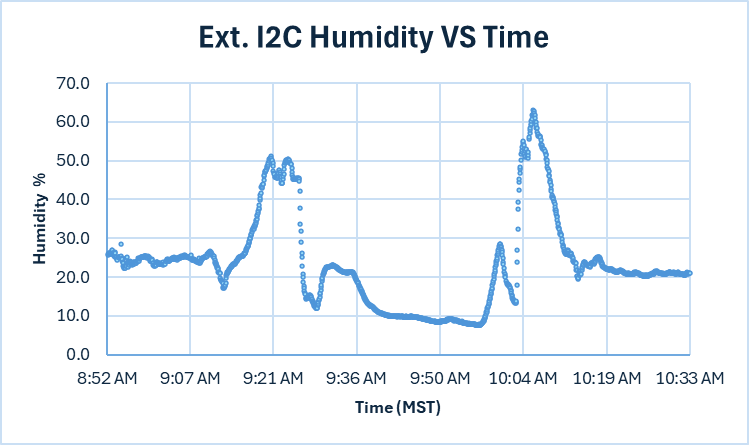 Ext. I2C Humidity VS Time
70.0
60.0
50.0
40.0
30.0
20.0
10.0
0.0
Humidity %
8:52 AM 9:07 AM 9:21 AM 9:36 AM 9:50 AM 10:04 AM 10:19 AM 10:33 AM
Time (MST)